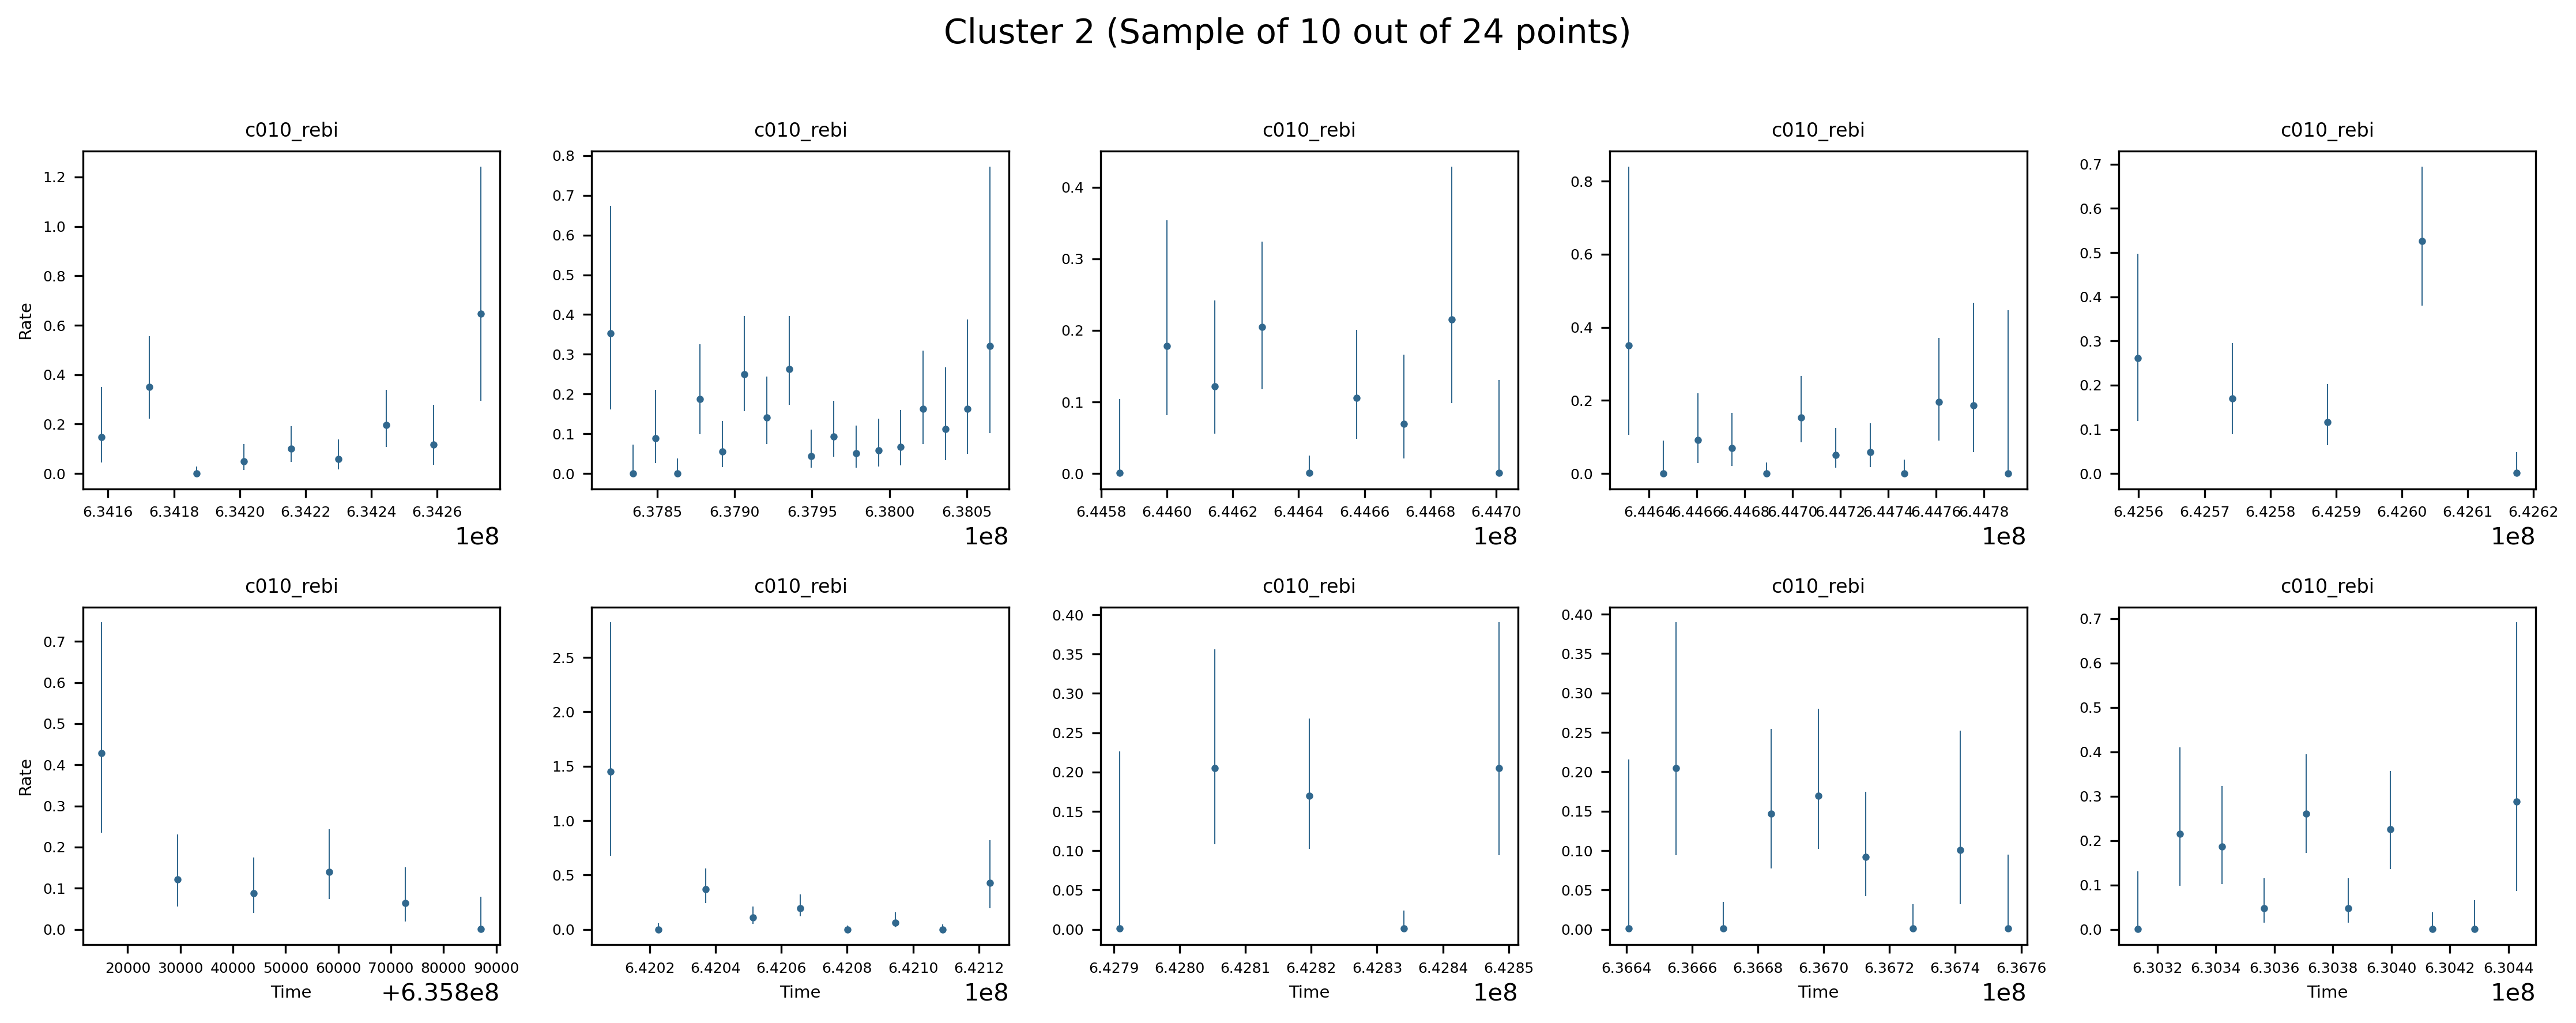 Cluster 2 (Sample of 10 out of 24 points)
c010_rebi c010_rebi c010_rebi c010_rebi c010_rebi
Rate
1.2
1.0
0.8
0.6
0.4
0.2
0.0
6.3416 6.3418 6.3420 6.3422 6.3424 6.3426
1e8
0.8
0.7
0.6
0.5
0.4
0.3
0.2
0.1
0.0
6.3785 6.3790 6.3795 6.3800 6.3805
1e8
0.4
0.3
0.2
0.1
0.0
6.4458 6.4460 6.4462 6.4464 6.4466 6.4468 6.4470
1e8
0.8
0.6
0.4
0.2
0.0
6.4464 6.4466 6.4468 6.4470 6.4472 6.4474 6.4476 6.4478
1e8
0.7
0.6
0.5
0.4
0.3
0.2
0.1
0.0
6.4256 6.4257 6.4258 6.4259 6.4260 6.4261 6.4262
1e8
c010_rebi c010_rebi c010_rebi c010_rebi c010_rebi
Rate
0.7
0.6
0.5
0.4
0.3
0.2
0.1
0.0
20000 30000 40000 50000 60000 70000 80000 90000
Time
+6.358e8
2.5
2.0
1.5
1.0
0.5
0.0
6.4202 6.4204 6.4206 6.4208 6.4210 6.4212
Time
1e8
0.40
0.35
0.30
0.25
0.20
0.15
0.10
0.05
0.00
6.4279 6.4280 6.4281 6.4282 6.4283 6.4284 6.4285
Time
1e8
0.40
0.35
0.30
0.25
0.20
0.15
0.10
0.05
0.00
6.3664 6.3666 6.3668 6.3670 6.3672 6.3674 6.3676
Time
1e8
0.7
0.6
0.5
0.4
0.3
0.2
0.1
0.0
6.3032 6.3034 6.3036 6.3038 6.3040 6.3042 6.3044
Time
1e8